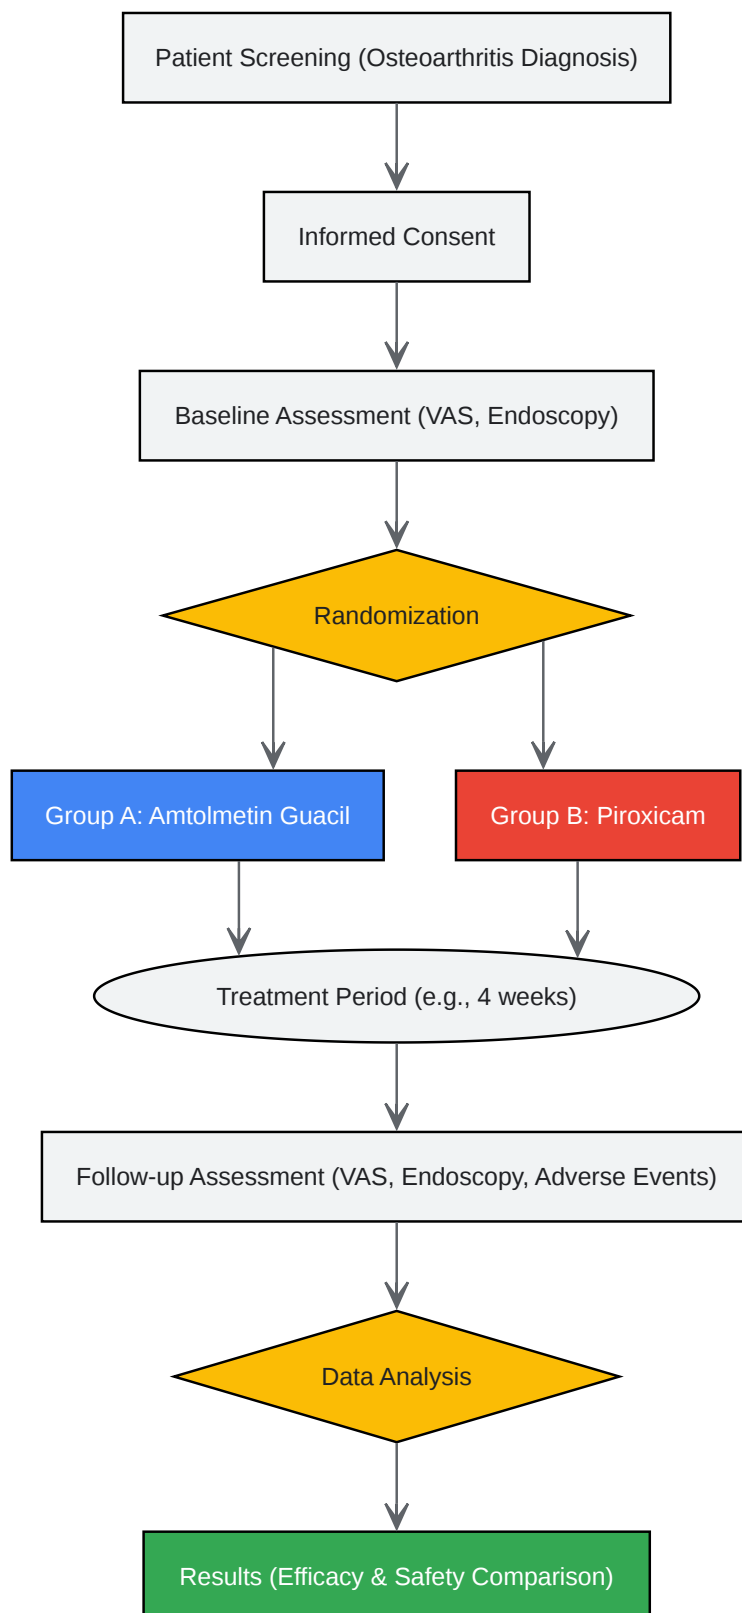 Patient Screening (Osteoarthritis Diagnosis)
Informed Consent
Baseline Assessment (VAS, Endoscopy)
Randomization
Group A: Amtolmetin Guacil
Group B: Piroxicam
Treatment Period (e.g., 4 weeks)
Follow-up Assessment (VAS, Endoscopy, Adverse Events)
Data Analysis
Results (Efficacy & Safety Comparison)